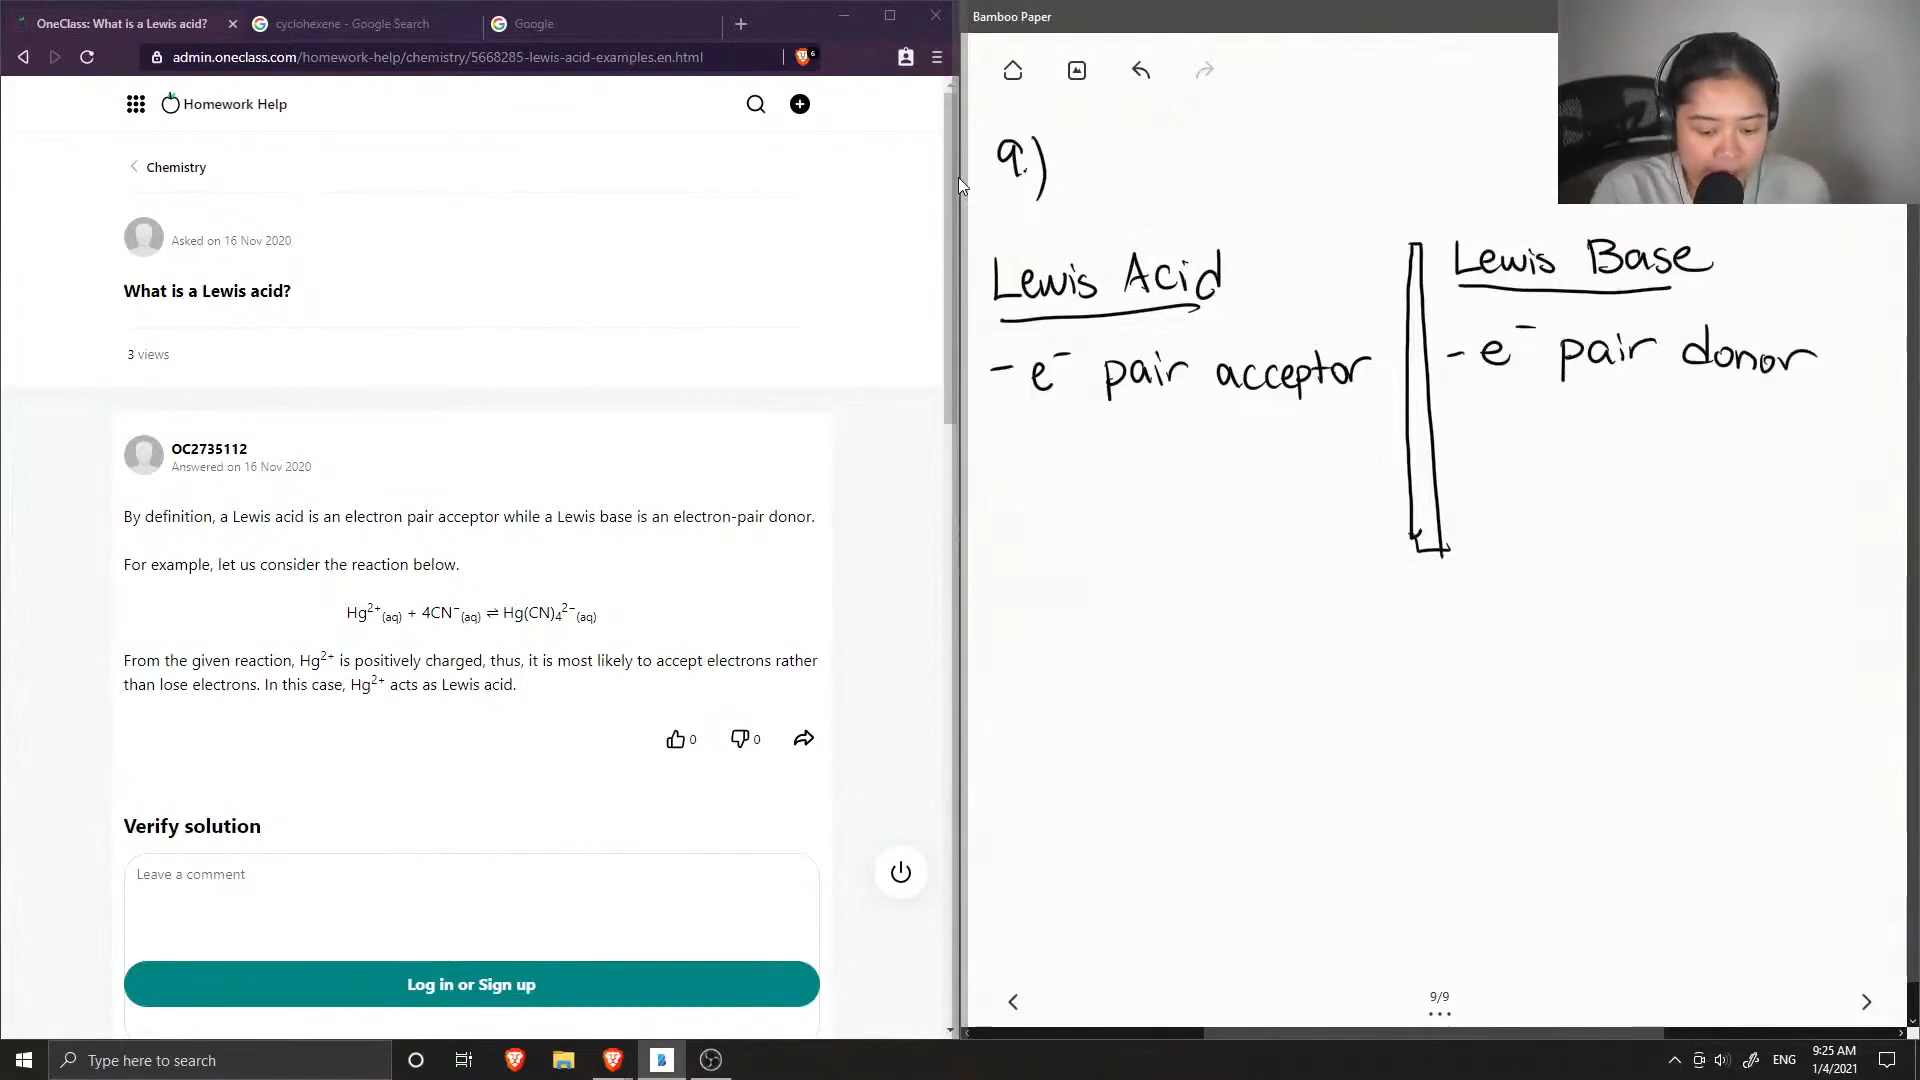 OneClass: What is a Lewis acid?
cyclohexene - Google Search
Google
admin.oneclass.com/homework-help/chemistry/5668285-lewis-acid-examples.en.html
6
Homework Help
Chemistry
Asked on 16 Nov 2020
What is a Lewis acid?
3 views
OC2735112
Answered on 16 Nov 2020
By definition, a Lewis acid is an electron pair acceptor while a Lewis base is an electron-pair donor.
For example, let us consider the reaction below.
Hg²⁺(aq) + 4CN⁻(aq) ⇌ Hg(CN)₄²⁻(aq)
From the given reaction, Hg²⁺ is positively charged, thus, it is most likely to accept electrons rather
than lose electrons. In this case, Hg²⁺ acts as Lewis acid.
0 0
Verify solution
Leave a comment
Log in or Sign up
Bamboo Paper
9.)
Lewis Acid
- e⁻ pair acceptor
Lewis Base
- e⁻ pair donor
9/9
Type here to search
ENG
9:25 AM
1/4/2021